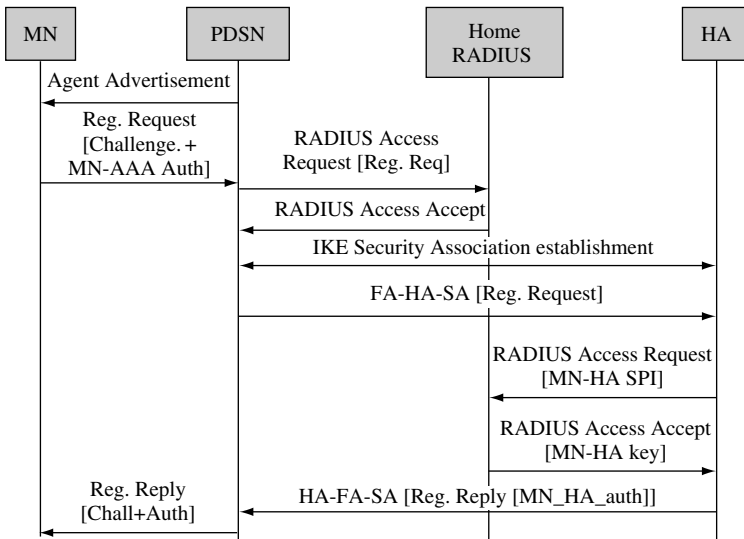 MN
PDSN
Home
RADIUS
HA
Agent Advertisement
Reg. Request
[Challenge. +
MN-AAA Auth]
RADIUS Access
Request [Reg. Req]
RADIUS Access Accept
IKE Security Association establishment
FA-HA-SA [Reg. Request]
RADIUS Access Request
[MN-HA SPI]
RADIUS Access Accept
[MN-HA key]
HA-FA-SA [Reg. Reply [MN_HA_auth]]
Reg. Reply
[Chall+Auth]